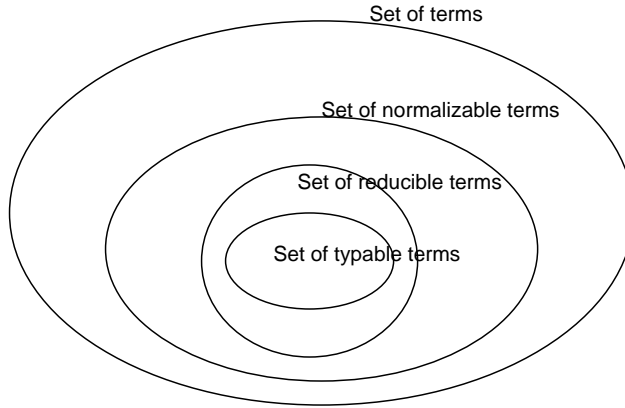 Set of terms
Set of normalizable terms
Set of reducible terms
Set of typable terms